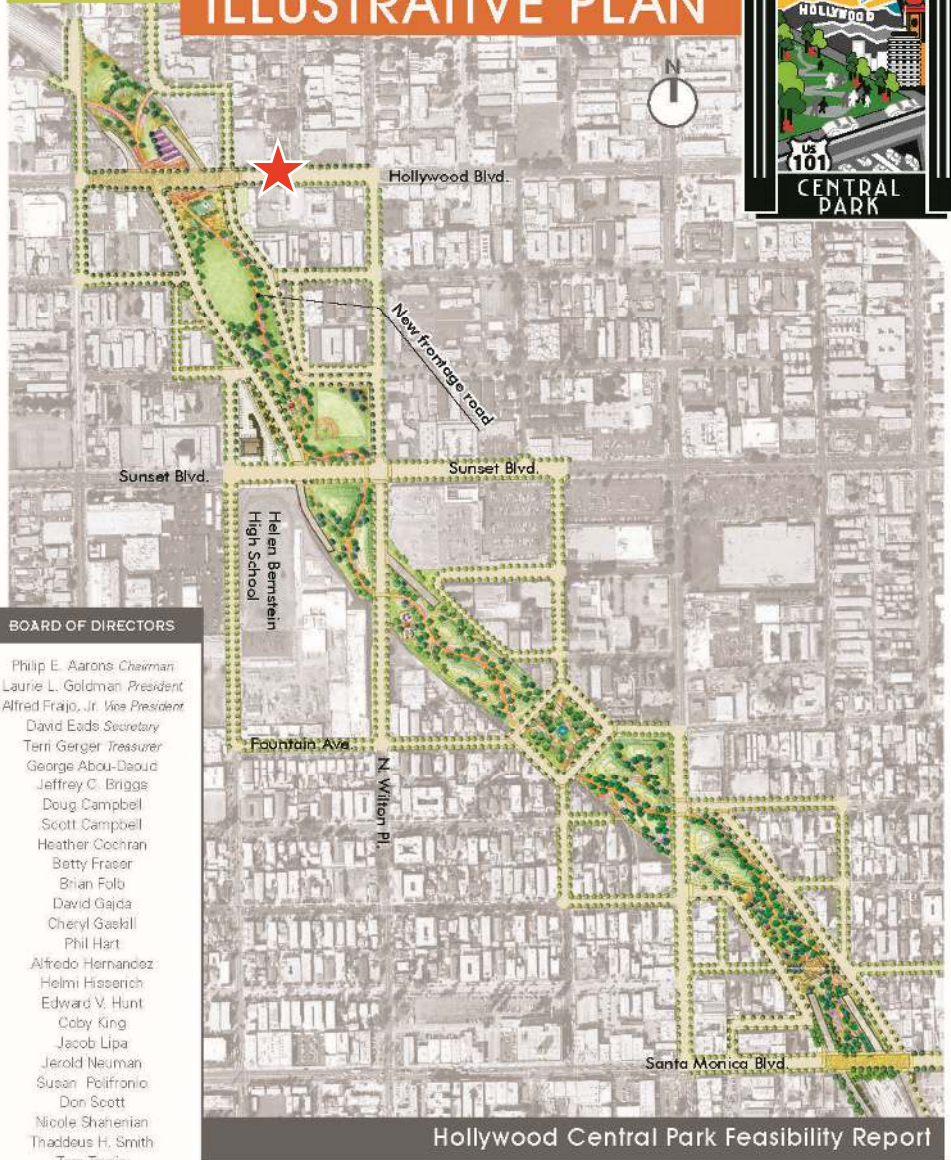 ILLUSTRATIVE PLAN
HOLLYWOOD
US
101
CENTRAL
PARK
N
Hollywood Blvd.
New frontage road
Sunset Blvd.
Sunset Blvd.
Helen Bernstein
High School
BOARD OF DIRECTORS
Philip E. Aarons Chairman
Laurie L. Goldman President
Alfred Fraijo, Jr. Vice President
David Eads Secretary
Terri Gerger Treasurer
George Abou-Daoud
Jeffrey C. Briggs
Doug Campbell
Scott Campbell
Heather Cochran
Betty Fraser
Brian Folb
David Gajda
Cheryl Gaskill
Phil Hart
Alfredo Hernandez
Helmi Hisserich
Edward V. Hunt
Coby King
Jacob Lipa
Jerold Neuman
Susan Polifronio
Don Scott
Nicole Shahenian
Thaddeus H. Smith
Fountain Ave.
N. Wilton Pl.
Santa Monica Blvd.
Hollywood Central Park Feasibility Report